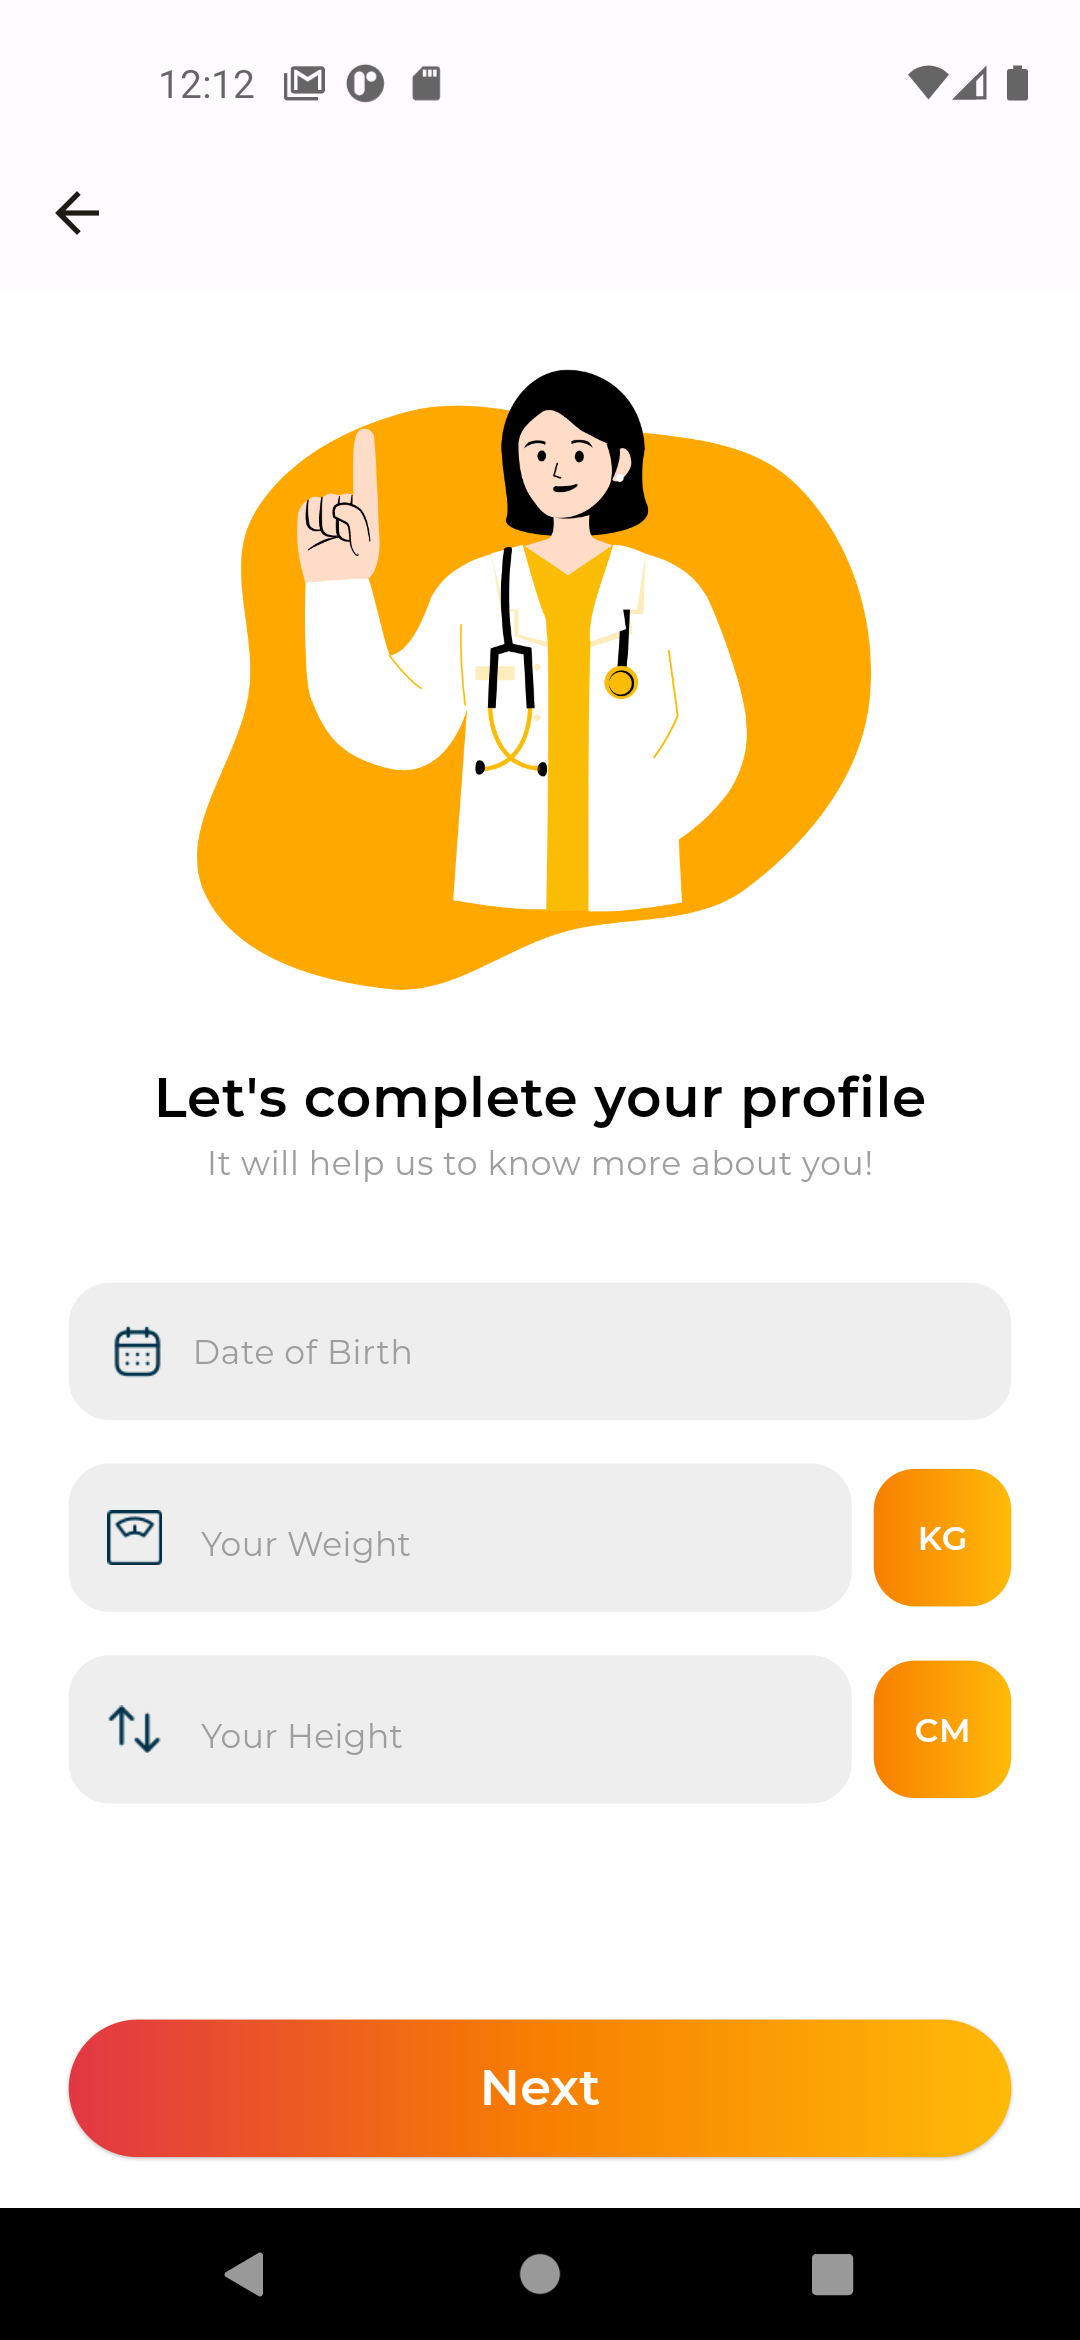 12:12
Let's complete your profile
It will help us to know more about you!
Date of Birth
Your Weight
KG
Your Height
CM
Next